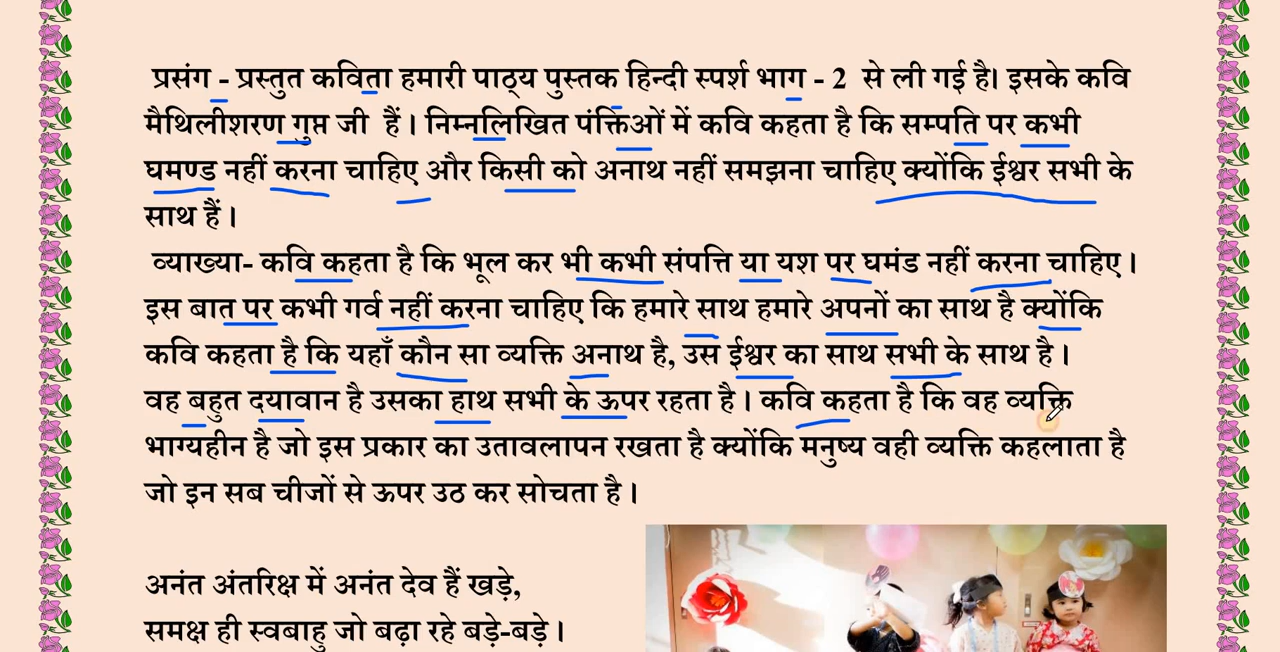 प्रसंग - प्रस्तुत कविता हमारी पाठ्य पुस्तक हिन्दी स्पर्श भाग - 2 से ली गई है। इसके कवि
मैथिलीशरण गुप्त जी हैं। निम्नलिखित पंक्तिओं में कवि कहता है कि सम्पति पर कभी
घमण्ड नहीं करना चाहिए और किसी को अनाथ नहीं समझना चाहिए क्योंकि ईश्वर सभी के
साथ हैं।
व्याख्या- कवि कहता है कि भूल कर भी कभी संपत्ति या यश पर घमंड नहीं करना चाहिए।
इस बात पर कभी गर्व नहीं करना चाहिए कि हमारे साथ हमारे अपनों का साथ है क्योंकि
कवि कहता है कि यहाँ कौन सा व्यक्ति अनाथ है, उस ईश्वर का साथ सभी के साथ है।
वह बहुत दयावान है उसका हाथ सभी के ऊपर रहता है। कवि कहता है कि वह व्यक्ति
भाग्यहीन है जो इस प्रकार का उतावलापन रखता है क्योंकि मनुष्य वही व्यक्ति कहलाता है
जो इन सब चीजों से ऊपर उठ कर सोचता है।
अनंत अंतरिक्ष में अनंत देव हैं खड़े,
समक्ष ही स्वबाहु जो बढ़ा रहे बड़े-बड़े।